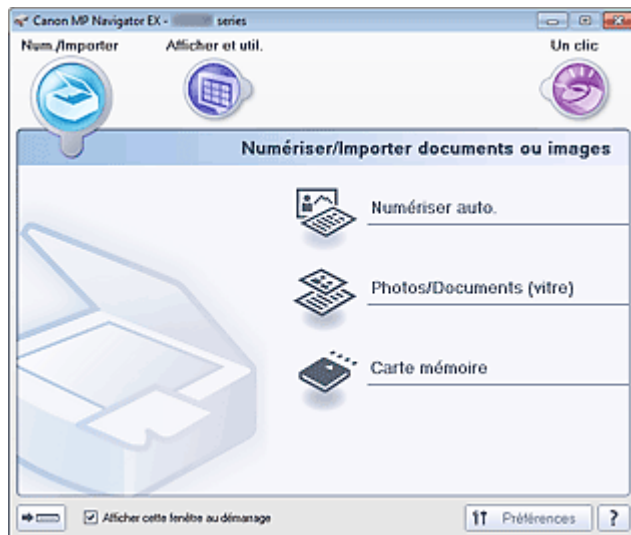 Canon MP Navigator EX - series
Num./Importer
Afficher et util.
Un clic
Numériser/Importer documents ou images
Numériser auto.
Photos/Documents (vitre)
Carte mémoire
Afficher cette fenêtre au démarrage
Préférences
?